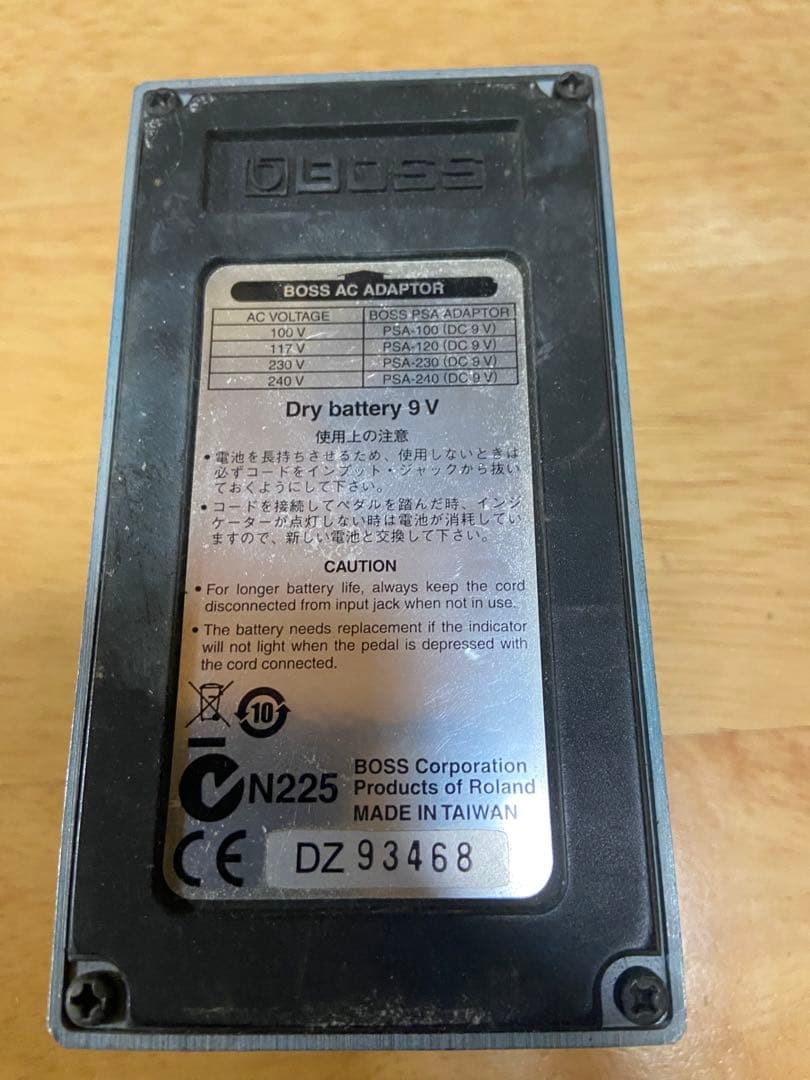 BOSS
BOSS AC ADAPTOR
AC VOLTAGE BOSS PSA ADAPTOR
100 V PSA-100 (DC 9 V)
117 V PSA-120 (DC 9 V)
230 V PSA-230 (DC 9 V)
240 V PSA-240 (DC 9 V)
Dry battery 9 V
使用上の注意
• 電池を長持ちさせるため、使用しないときは
必ずコードをインプット・ジャックから抜い
ておくようにして下さい。
• コードを接続してペダルを踏んだ時、インジ
ケーターが点灯しない時は電池が消耗してい
ますので、新しい電池と交換して下さい。
CAUTION
• For longer battery life, always keep the cord
disconnected from input jack when not in use.
• The battery needs replacement if the indicator
will not light when the pedal is depressed with
the cord connected.
10
N225
BOSS Corporation
Products of Roland
MADE IN TAIWAN
CE
DZ 93468